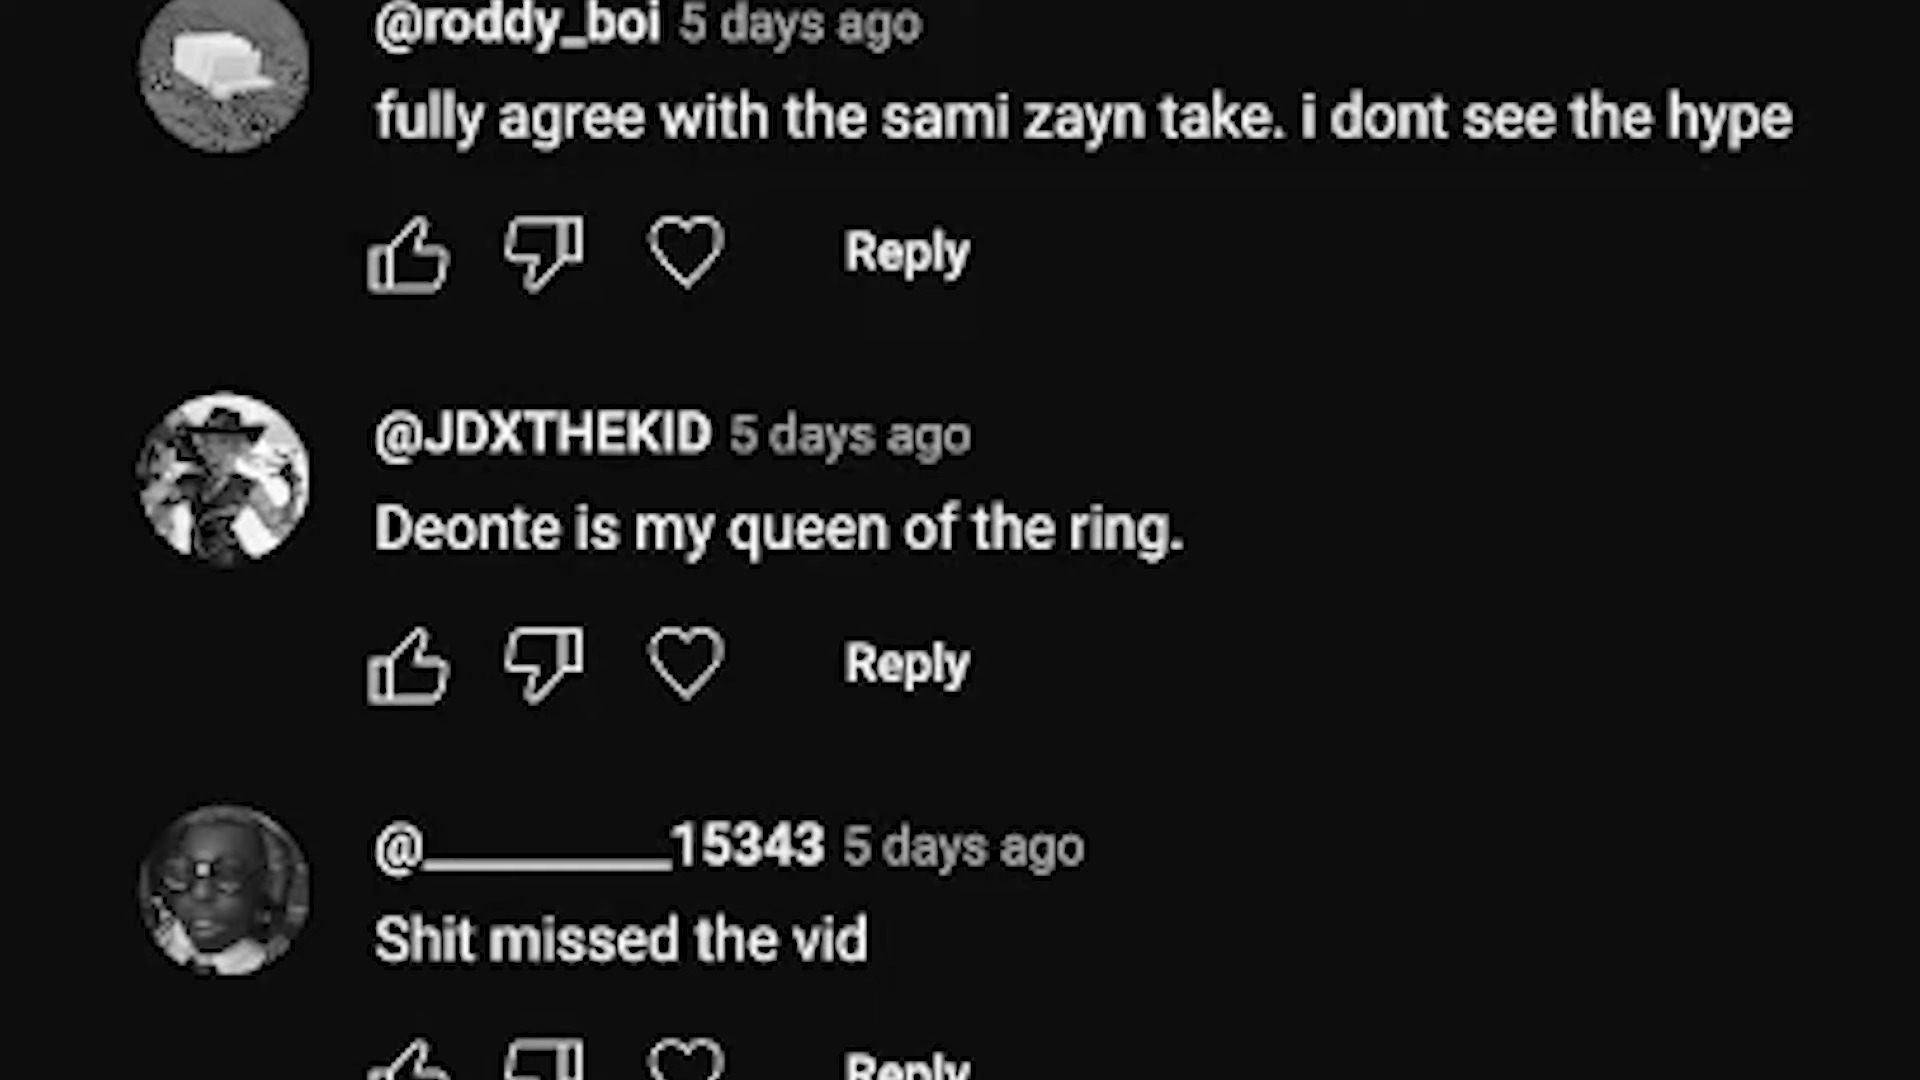 @roddy_boi 5 days ago
fully agree with the sami zayn take. i dont see the hype
Reply
@JDXTHEKID 5 days ago
Deonte is my queen of the ring.
Reply
@________15343 5 days ago
Shit missed the vid
Reply